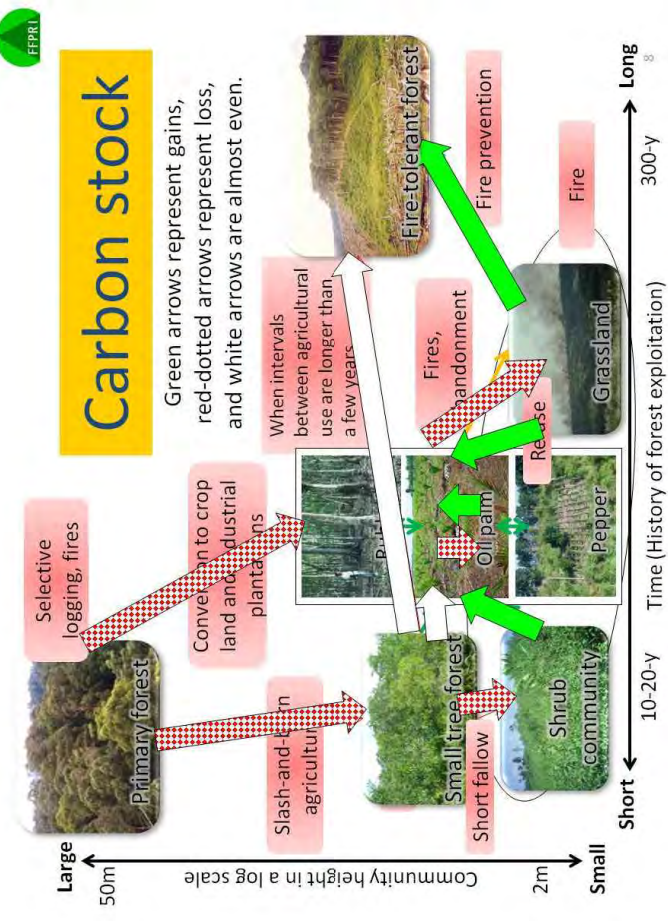 FFPRI
Carbon stock
Green arrows represent gains,
red-dotted arrows represent loss,
and white arrows are almost even.
Large
50m
Community height in a log scale
2m
Small
Primary forest
Selective
logging, fires
Slash-and-
agricultur
Conver to crop
land and dustrial
planta ns
When intervals
between agricultural
use are longer than
a few years
Small tree forest
Short fallow
Shrub
community
Oil palm
Pepper
Fires,
Fire-tolerant forest
Fire prevention
Grassland
Fire
Short
10-20-y
Time (History of forest exploitation)
300-y
Long
8